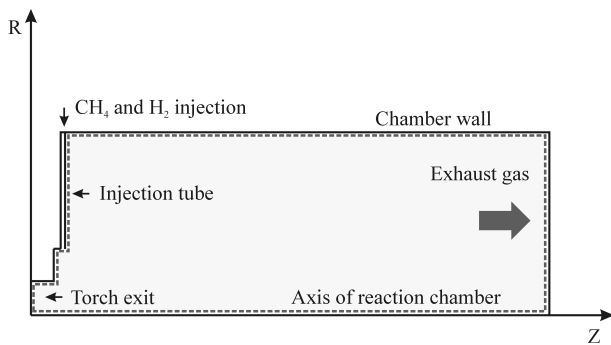 R
CH₄ and H₂ injection
Chamber wall
Exhaust gas
Injection tube
Torch exit
Axis of reaction chamber
Z